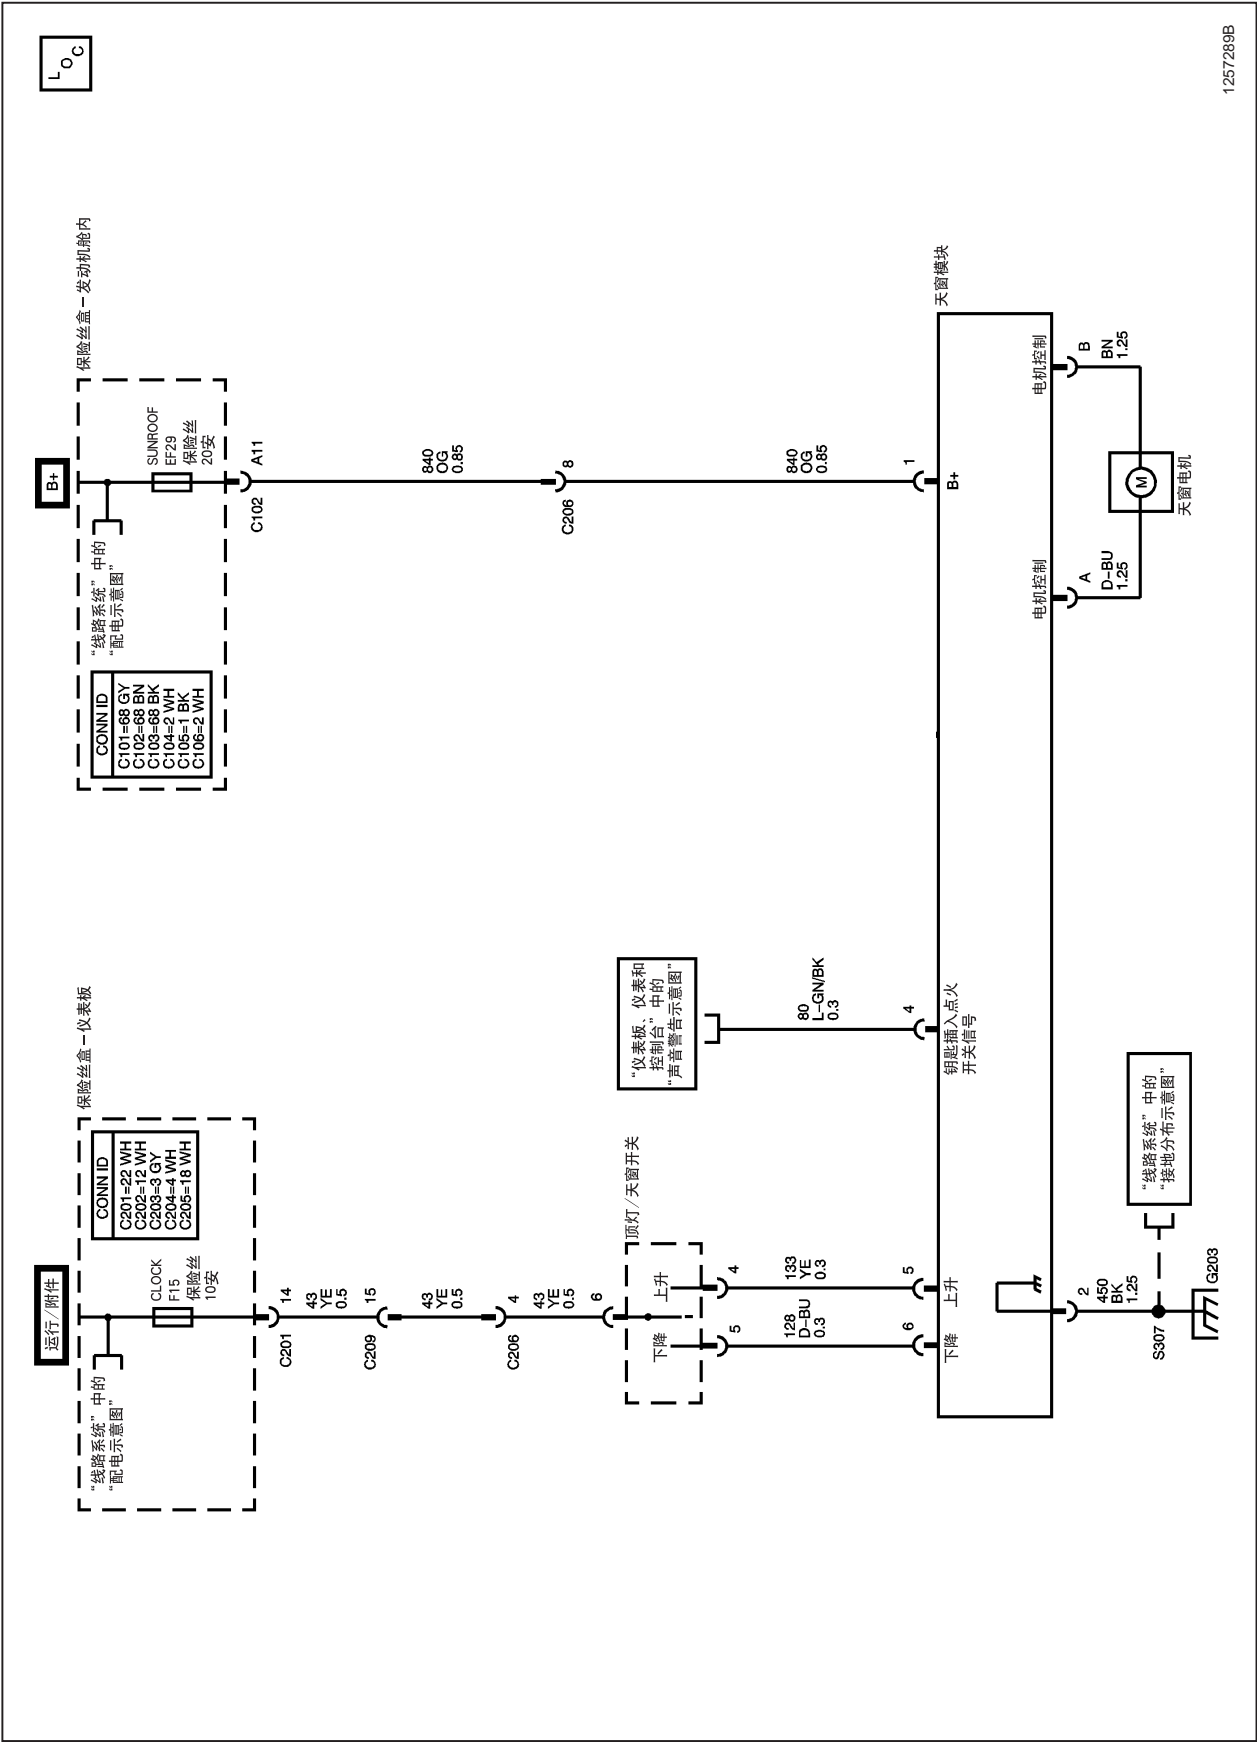 LOC
运行/附件
保险丝盒－仪表板
“线路系统”中的
“配电示意图”
CLOCK
F15
保险丝
10安
CONN ID
C201=22 WH
C202=12 WH
C203=3 GY
C204=4 WH
C205=18 WH
C201
14
43
YE
0.5
C209
15
43
YE
0.5
C206
4
43
YE
0.5
6
顶灯/天窗开关
下降
上升
5
4
128
D-BU
0.3
133
YE
0.3
6
5
下降
上升
“仪表板、仪表和
控制台”中的
“声音警告示意图”
80
L-GN/BK
0.3
4
钥匙插入点火
开关信号
B+
保险丝盒－发动机舱内
“线路系统”中的
“配电示意图”
SUNROOF
EF29
保险丝
20安
CONN ID
C101=68 GY
C102=68 BN
C103=68 BK
C104=2 WH
C105=1 BK
C106=2 WH
C102
A11
840
OG
0.85
C206
8
840
OG
0.85
1
B+
天窗模块
电机控制
电机控制
A
B
D-BU
1.25
BN
1.25
M
天窗电机
2
450
BK
1.25
S307
“线路系统”中的
“接地分布示意图”
G203
1257289B